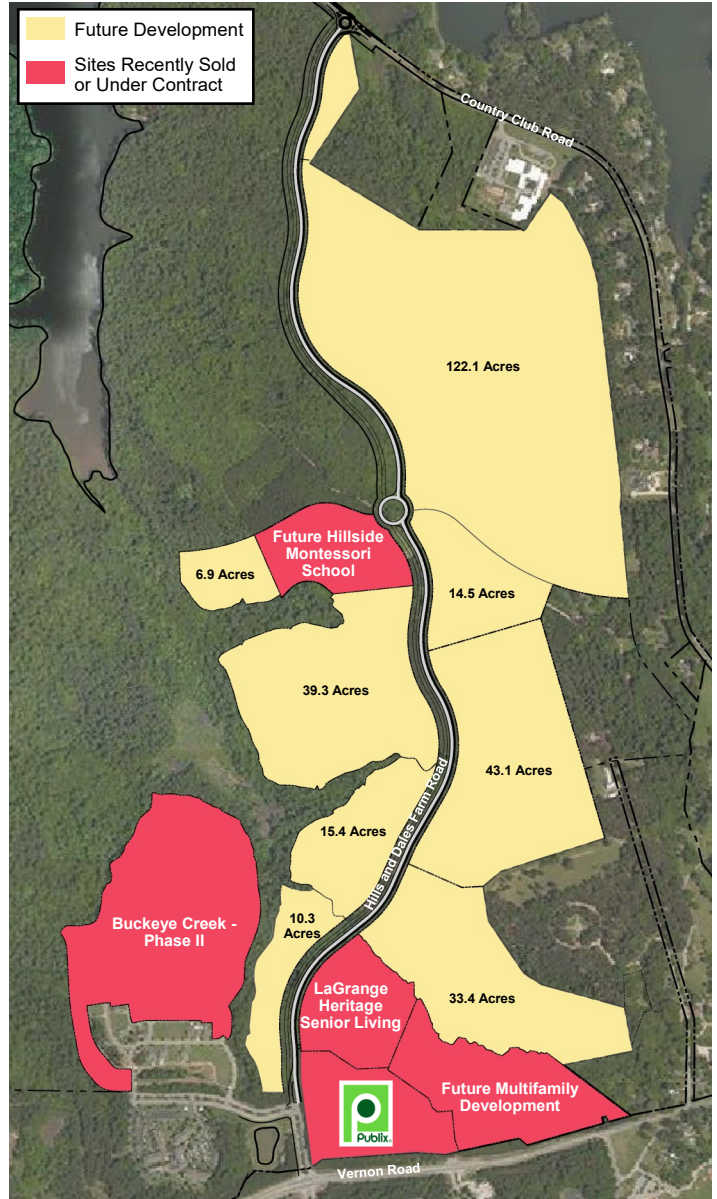 Future Development
Sites Recently Sold
or Under Contract
Country Club Road
122.1 Acres
Future Hillside
Montessori
School
6.9 Acres
14.5 Acres
39.3 Acres
43.1 Acres
Hills and Dales Farm Road
15.4 Acres
10.3
Acres
Buckeye Creek -
Phase II
LaGrange
Heritage
Senior Living
33.4 Acres
Future Multifamily
Development
Publix
Vernon Road